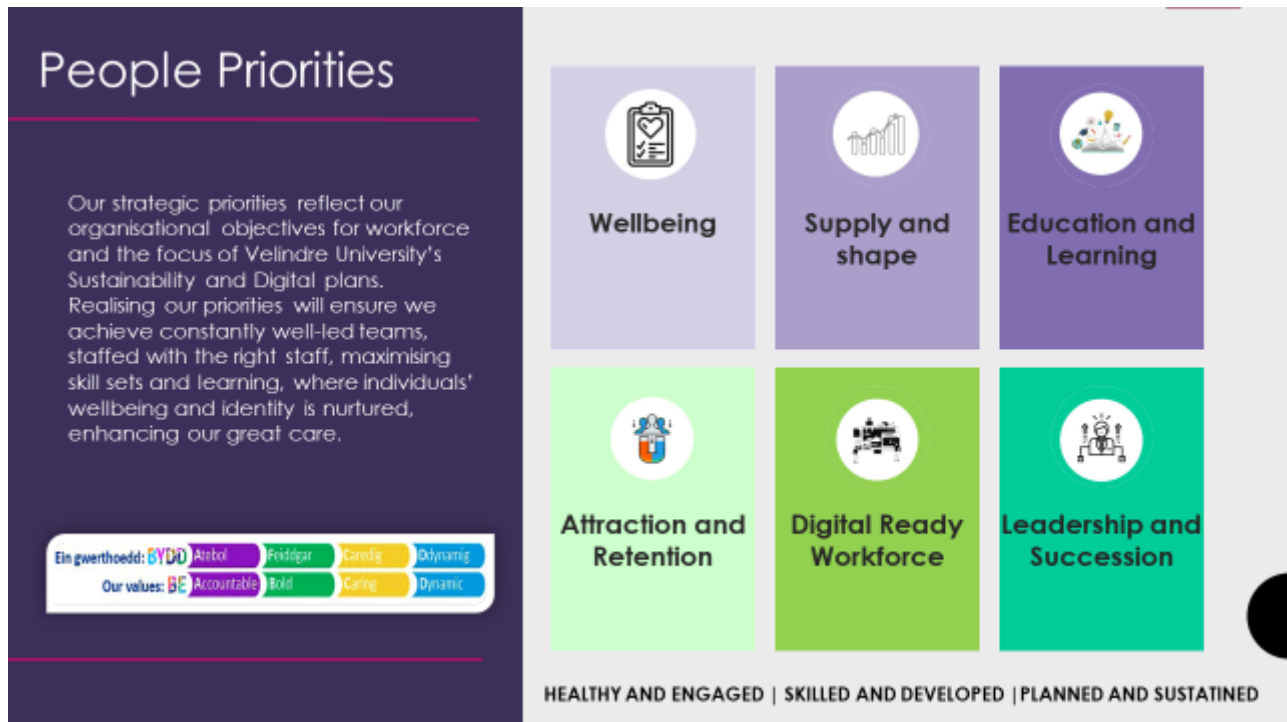 People Priorities
Our strategic priorities reflect our
organisational objectives for workforce
and the focus of Velindre University's
Sustainability and Digital plans.
Realising our priorities will ensure we
achieve constantly well-led teams,
staffed with the right staff, maximising
skill sets and learning, where individuals'
wellbeing and identity is nurtured,
enhancing our great care.
Ein gwerthoedd: BYDD Atebol Feiddgar Caredig Ddynamig
Our values: BE Accountable Bold Caring Dynamic
Wellbeing
Supply and
shape
Education and
Learning
Attraction and
Retention
Digital Ready
Workforce
Leadership and
Succession
HEALTHY AND ENGAGED | SKILLED AND DEVELOPED |PLANNED AND SUSTATINED